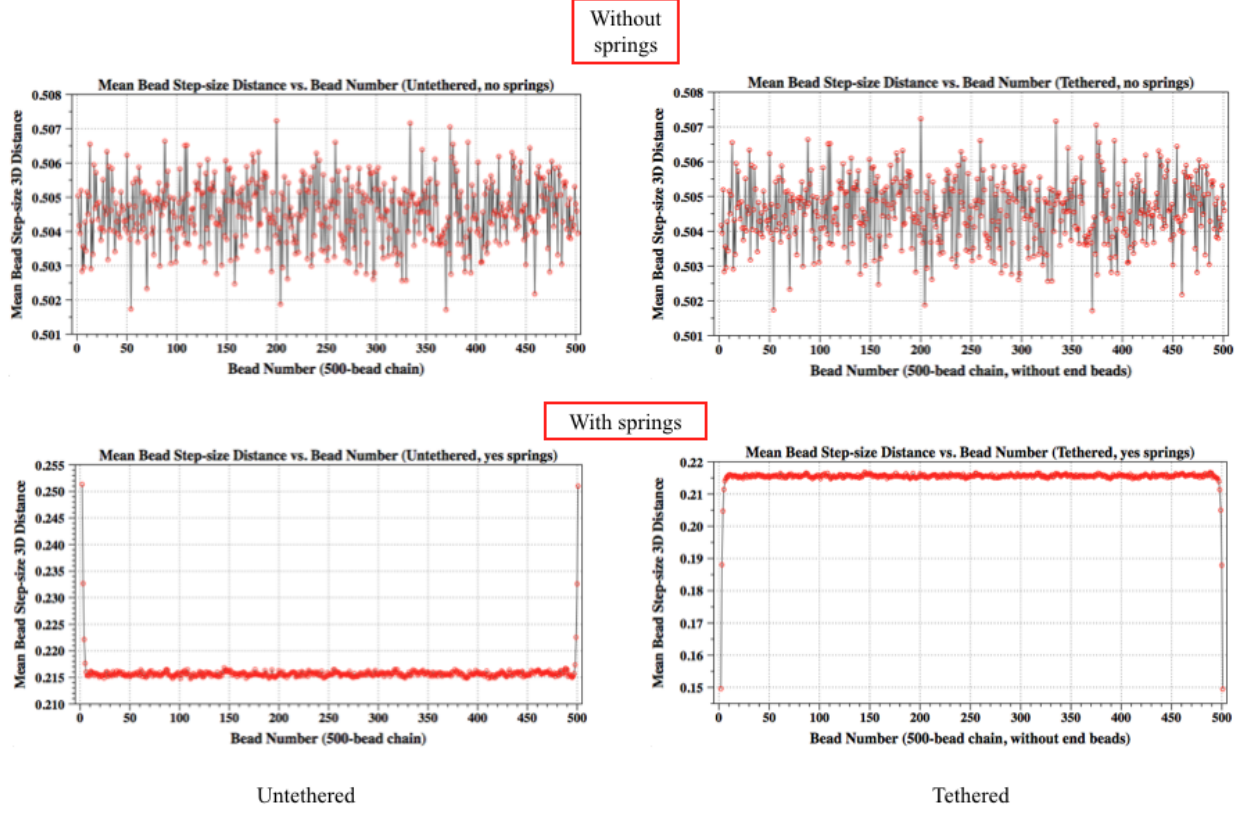 Without
springs
Mean Bead Step-size Distance vs. Bead Number (Untethered, no springs)
Mean Bead Step-size 3D Distance
0.508
0.507
0.506
0.505
0.504
0.503
0.502
0.501
0 50 100 150 200 250 300 350 400 450 500
Bead Number (500-bead chain)
Mean Bead Step-size Distance vs. Bead Number (Tethered, no springs)
Mean Bead Step-size 3D Distance
0.508
0.507
0.506
0.505
0.504
0.503
0.502
0.501
0 50 100 150 200 250 300 350 400 450 500
Bead Number (500-bead chain, without end beads)
With springs
Mean Bead Step-size Distance vs. Bead Number (Untethered, yes springs)
Mean Bead Step-size 3D Distance
0.255
0.250
0.245
0.240
0.235
0.230
0.225
0.220
0.215
0.210
0 50 100 150 200 250 300 350 400 450 500
Bead Number (500-bead chain)
Mean Bead Step-size Distance vs. Bead Number (Tethered, yes springs)
Mean Bead Step-size 3D Distance
0.22
0.21
0.20
0.19
0.18
0.17
0.16
0.15
0 50 100 150 200 250 300 350 400 450 500
Bead Number (500-bead chain, without end beads)
Untethered
Tethered